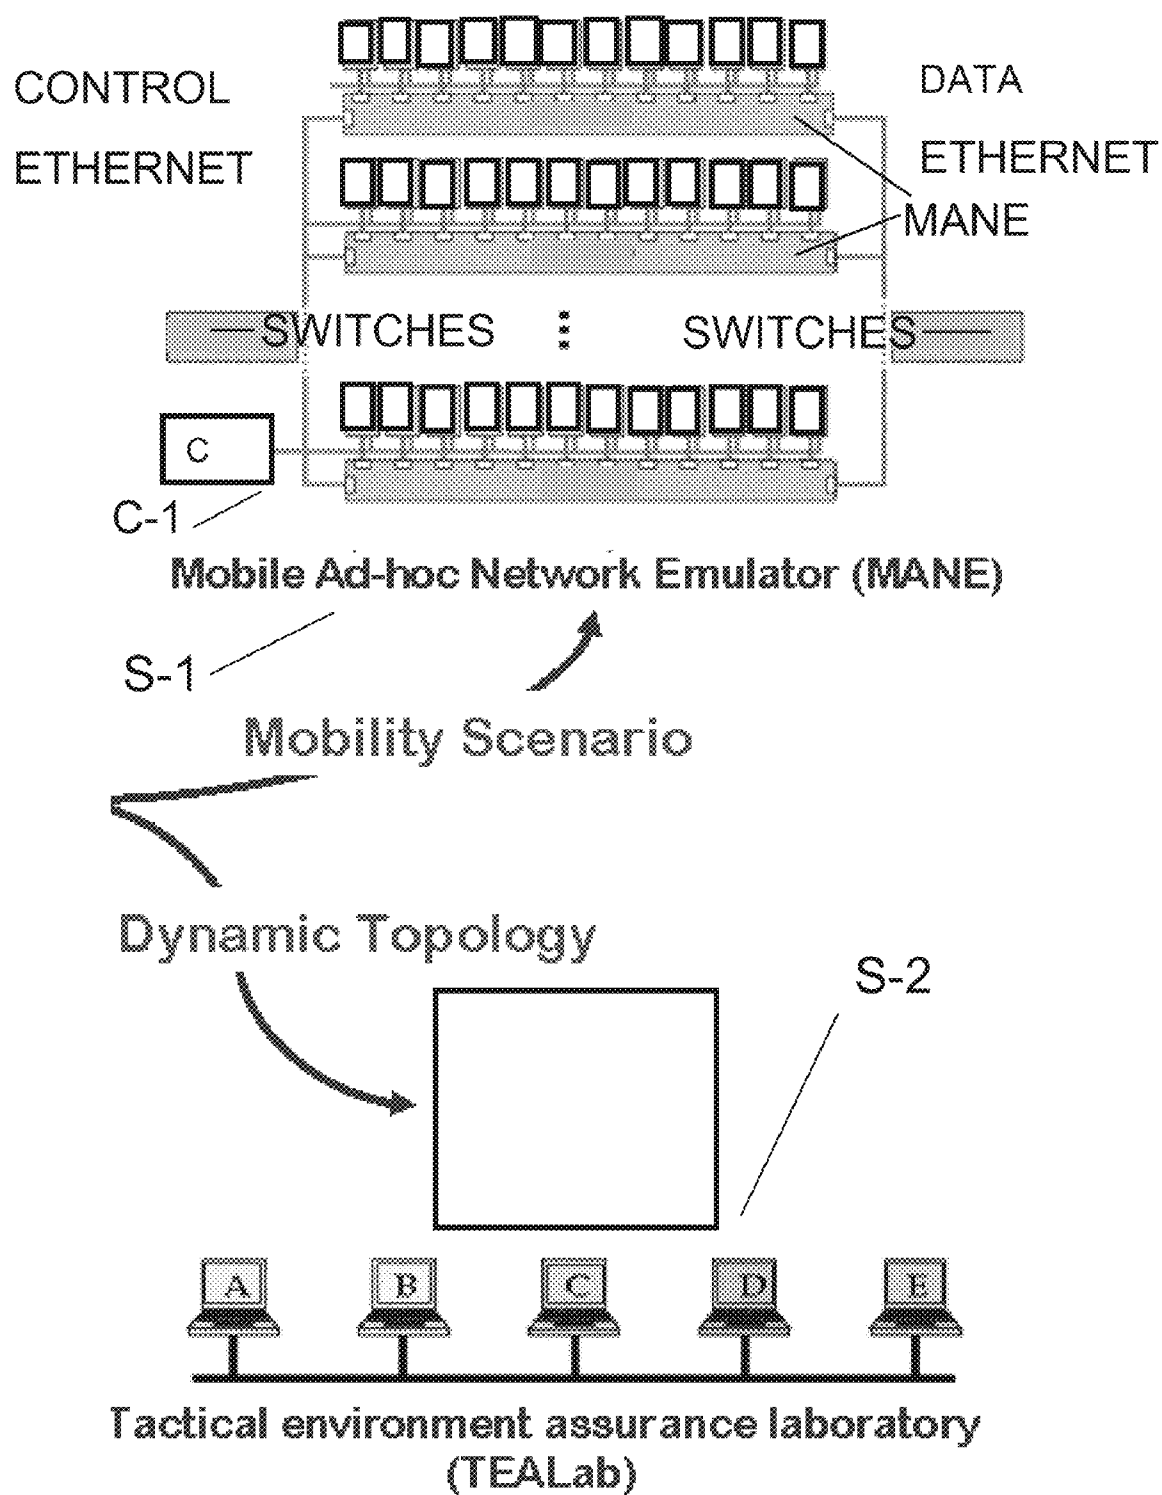 CONTROL
ETHERNET
DATA
ETHERNET
MANE
SWITCHES
SWITCHES
C
C-1
Mobile Ad-hoc Network Emulator (MANE)
S-1
Mobility Scenario
Dynamic Topology
S-2
A B C D E
Tactical environment assurance laboratory
(TEALab)